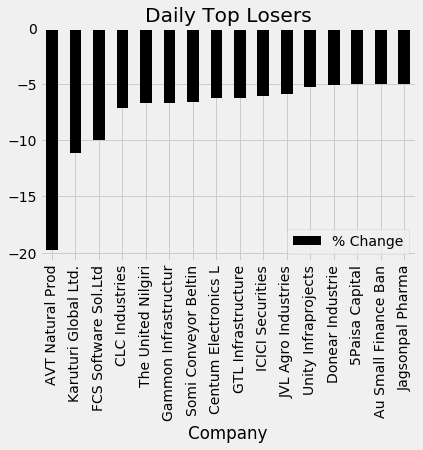 Daily Top Losers
0
−5
−10
−15
−20
% Change
AVT Natural Prod
Karuturi Global Ltd.
FCS Software Sol.Ltd
CLC Industries
The United Nilgiri
Gammon Infrastructur
Somi Conveyor Beltin
Centum Electronics L
GTL Infrastructure
ICICI Securities
JVL Agro Industries
Unity Infraprojects
Donear Industrie
5Paisa Capital
Au Small Finance Ban
Jagsonpal Pharma
Company